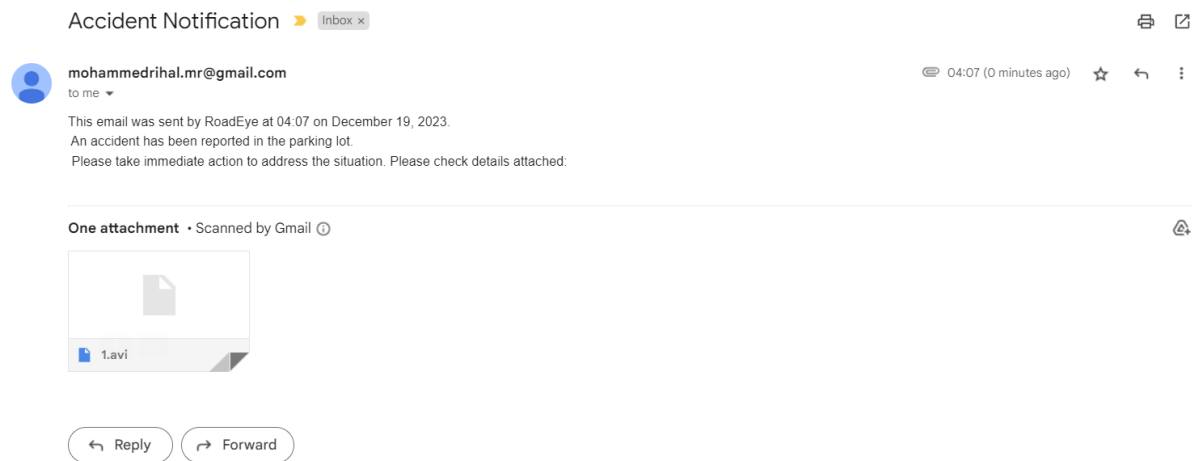 Accident Notification Inbox ×
mohammedrihal.mr@gmail.com 04:07 (0 minutes ago)
to me
This email was sent by RoadEye at 04:07 on December 19, 2023.
An accident has been reported in the parking lot.
Please take immediate action to address the situation. Please check details attached:
One attachment • Scanned by Gmail
1.avi
Reply Forward